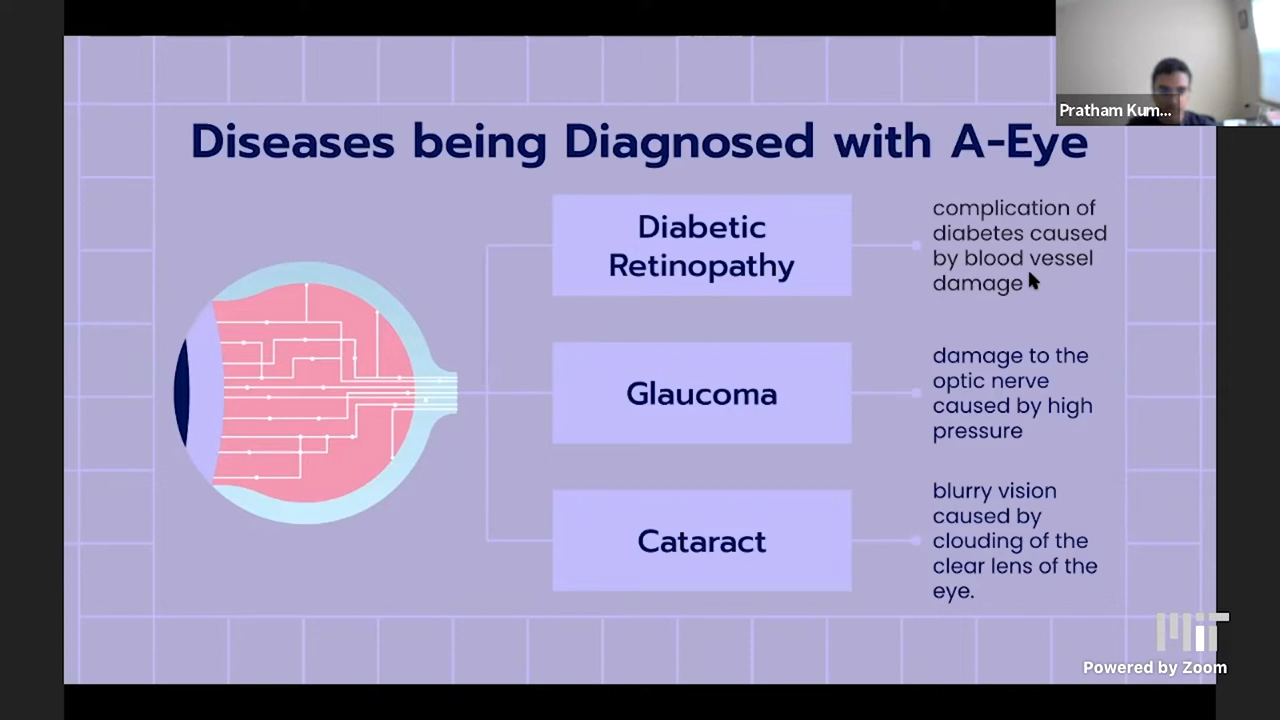 Pratham Kum...
Diseases being Diagnosed with A-Eye
Diabetic
Retinopathy
complication of
diabetes caused
by blood vessel
damage
Glaucoma
damage to the
optic nerve
caused by high
pressure
Cataract
blurry vision
caused by
clouding of the
clear lens of the
eye.
MIT
Powered by Zoom